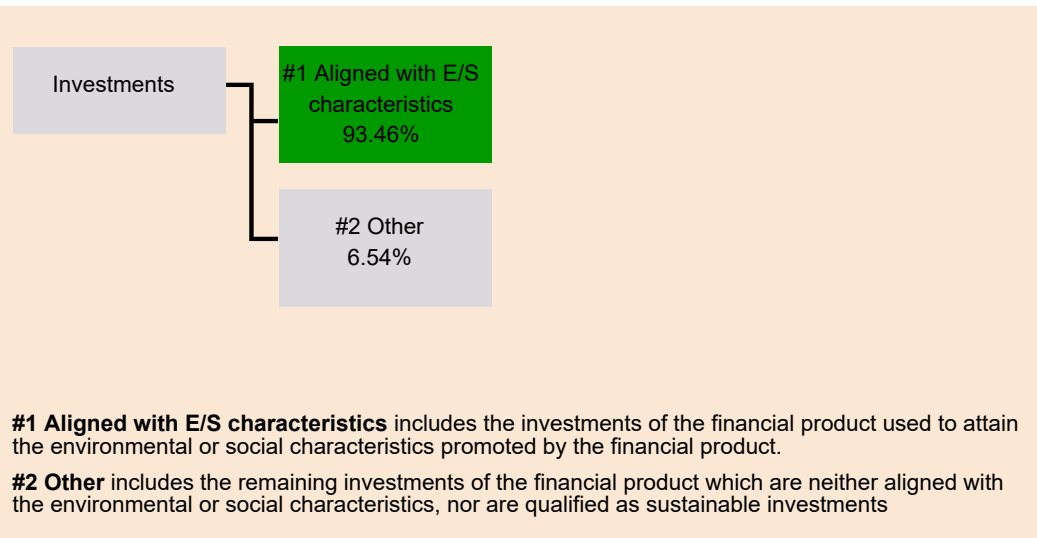 Investments
#1 Aligned with E/S
characteristics
93.46%
#2 Other
6.54%
#1 Aligned with E/S characteristics includes the investments of the financial product used to attain
the environmental or social characteristics promoted by the financial product.
#2 Other includes the remaining investments of the financial product which are neither aligned with
the environmental or social characteristics, nor are qualified as sustainable investments